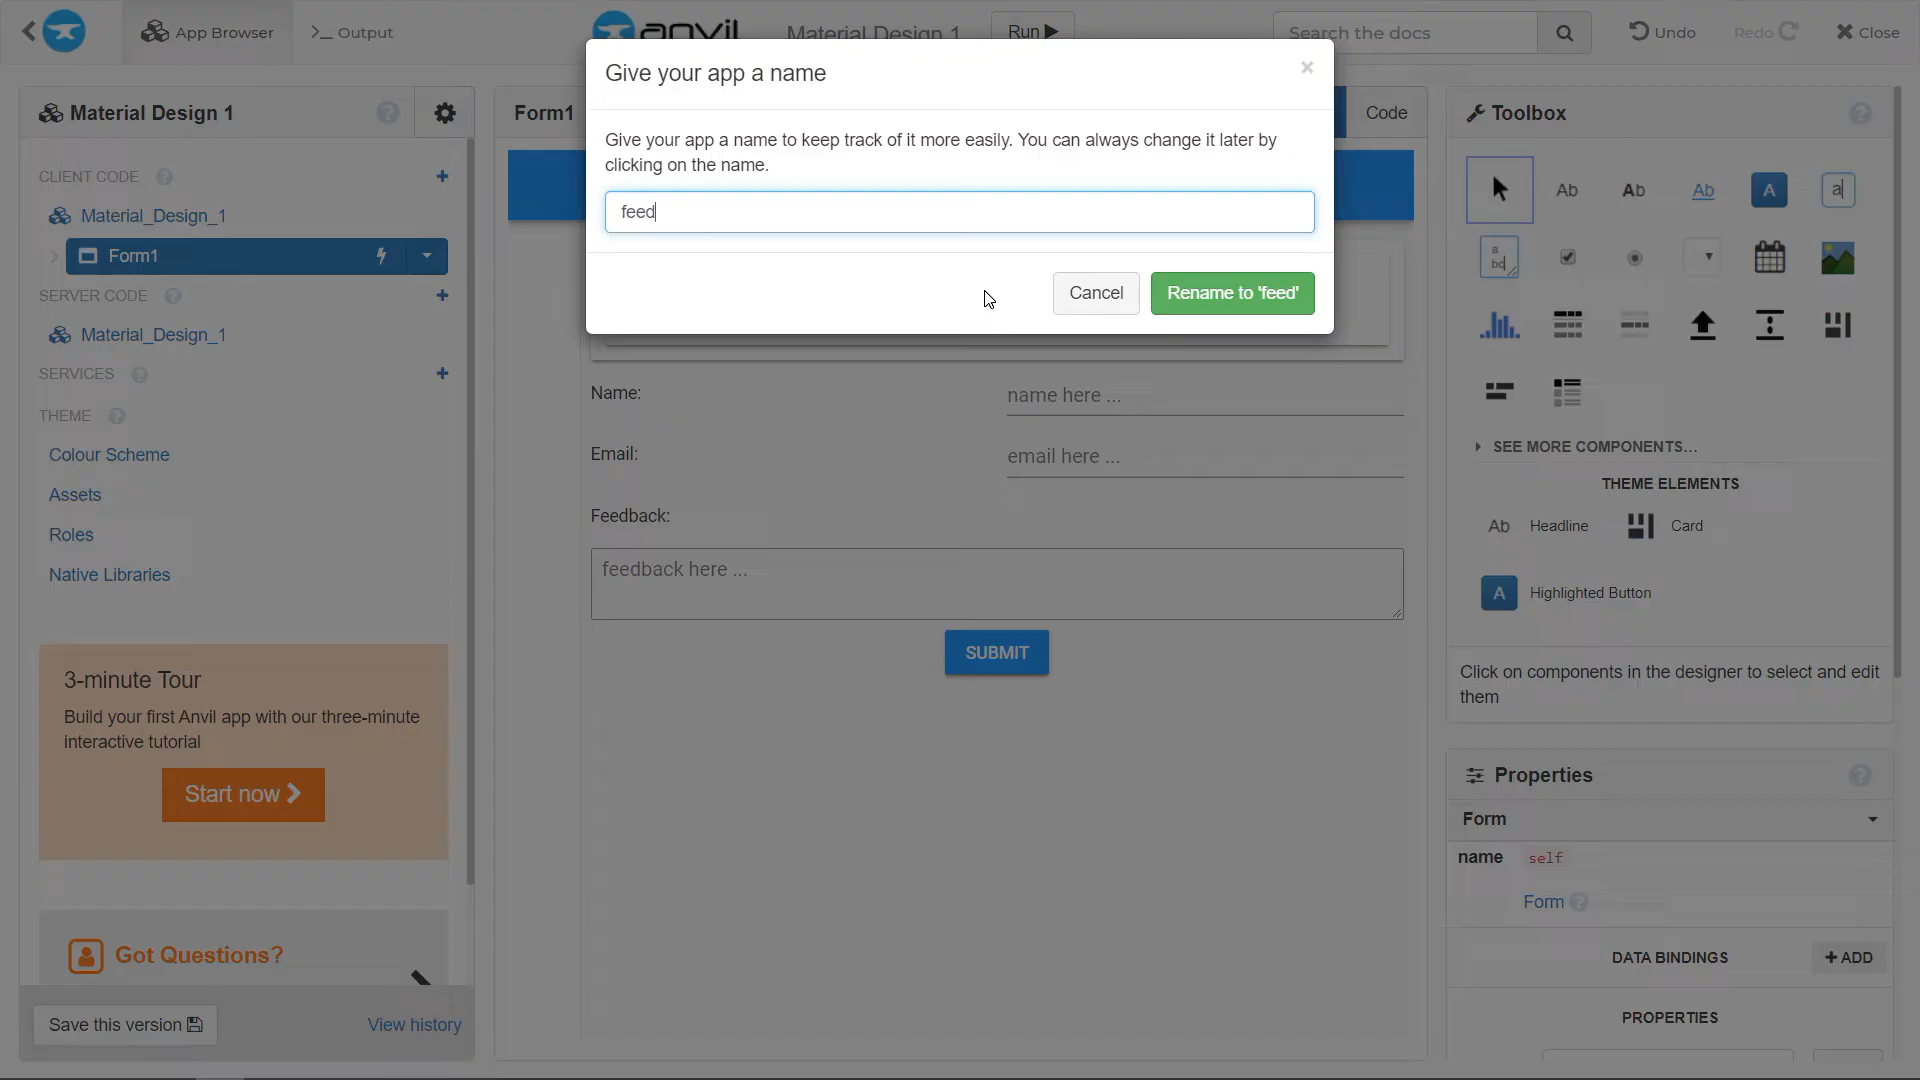 App Browser
Output
anvil
Material Design 1
Run
Search the docs
Undo
Redo
Close
Give your app a name
Give your app a name to keep track of it more easily. You can always change it later by
clicking on the name.
feed
Cancel
Rename to 'feed'
Material Design 1
CLIENT CODE
Material_Design_1
Form1
SERVER CODE
Material_Design_1
SERVICES
THEME
Colour Scheme
Assets
Roles
Native Libraries
3-minute Tour
Build your first Anvil app with our three-minute
interactive tutorial
Start now
Got Questions?
Save this version
View history
Form1
Code
Name:
name here ...
Email:
email here ...
Feedback:
feedback here ...
SUBMIT
Toolbox
Ab
Ab
Ab
A
a
a
bc
SEE MORE COMPONENTS...
THEME ELEMENTS
Ab Headline
Card
A Highlighted Button
Click on components in the designer to select and edit
them
Properties
Form
name self
Form
DATA BINDINGS
+ ADD
PROPERTIES